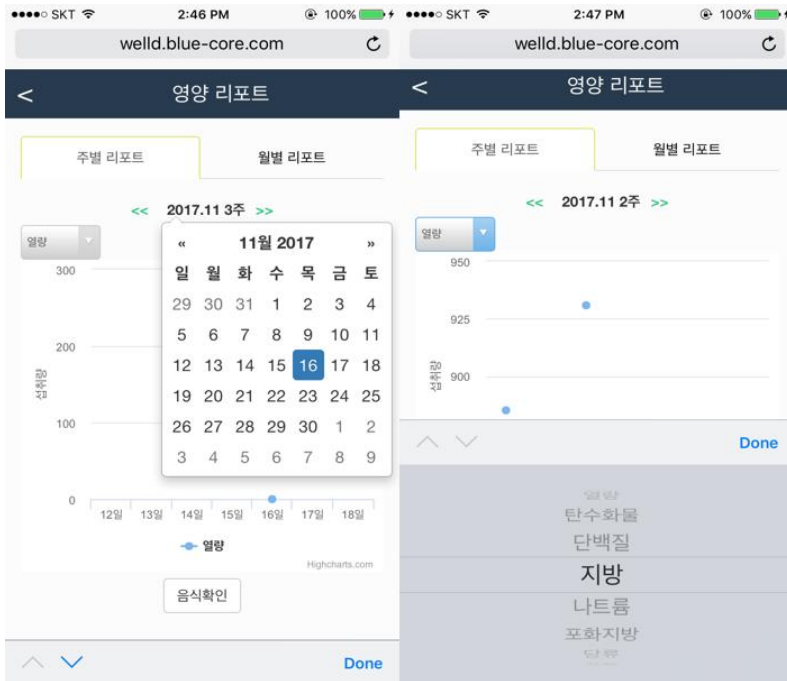 SKT 2:46 PM 100%
welld.blue-core.com
< 영양 리포트
주별 리포트 월별 리포트
<< 2017.11 3주 >>
열량
« 11월 2017 »
일 월 화 수 목 금 토
29 30 31 1 2 3 4
5 6 7 8 9 10 11
12 13 14 15 16 17 18
19 20 21 22 23 24 25
26 27 28 29 30 1 2
3 4 5 6 7 8 9
300
200
100
0
섭취량
12일 13일 14일 15일 16일 17일 18일
열량
Highcharts.com
음식확인
Done
SKT 2:47 PM 100%
welld.blue-core.com
< 영양 리포트
주별 리포트 월별 리포트
<< 2017.11 2주 >>
열량
950
925
900
섭취량
Done
열량
탄수화물
단백질
지방
나트륨
포화지방
당류